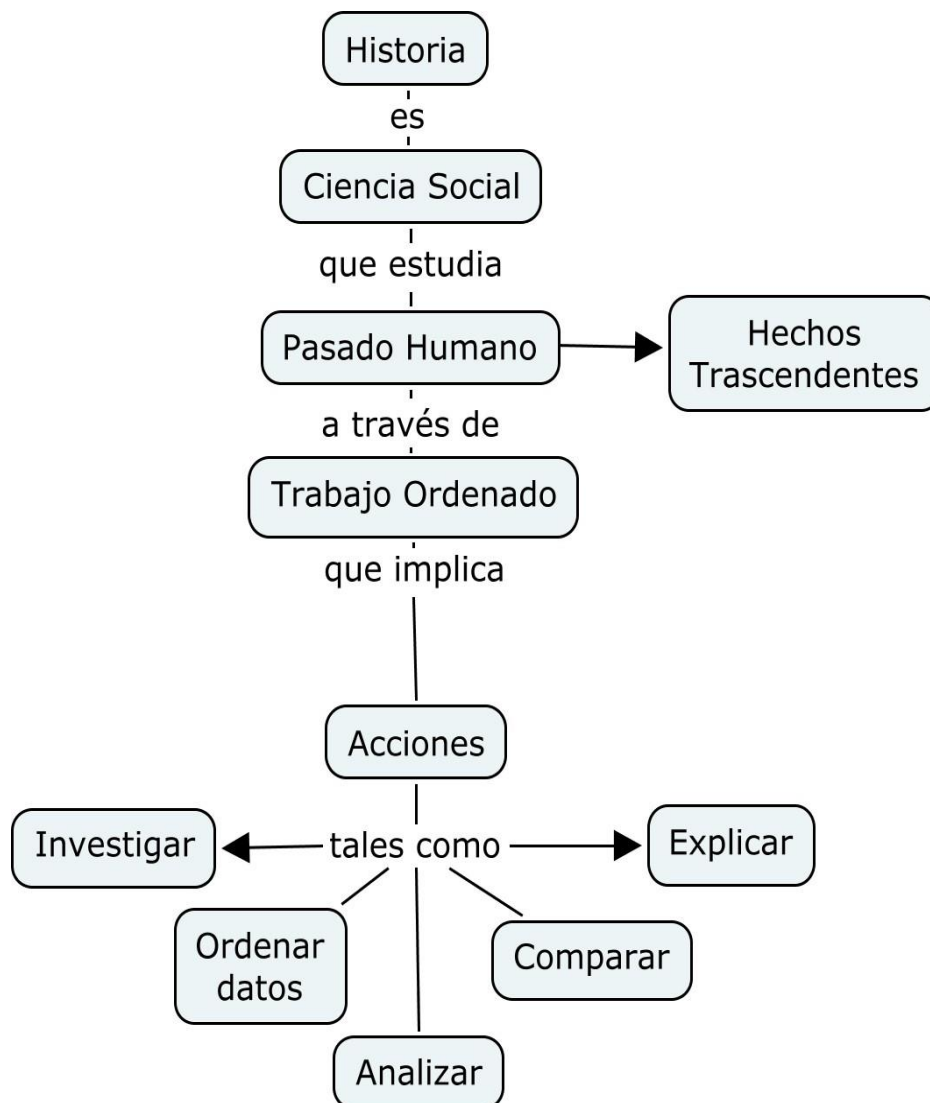 Historia
es
Ciencia Social
que estudia
Pasado Humano
Hechos
Trascendentes
a través de
Trabajo Ordenado
que implica
Acciones
tales como
Investigar
Explicar
Ordenar
datos
Comparar
Analizar